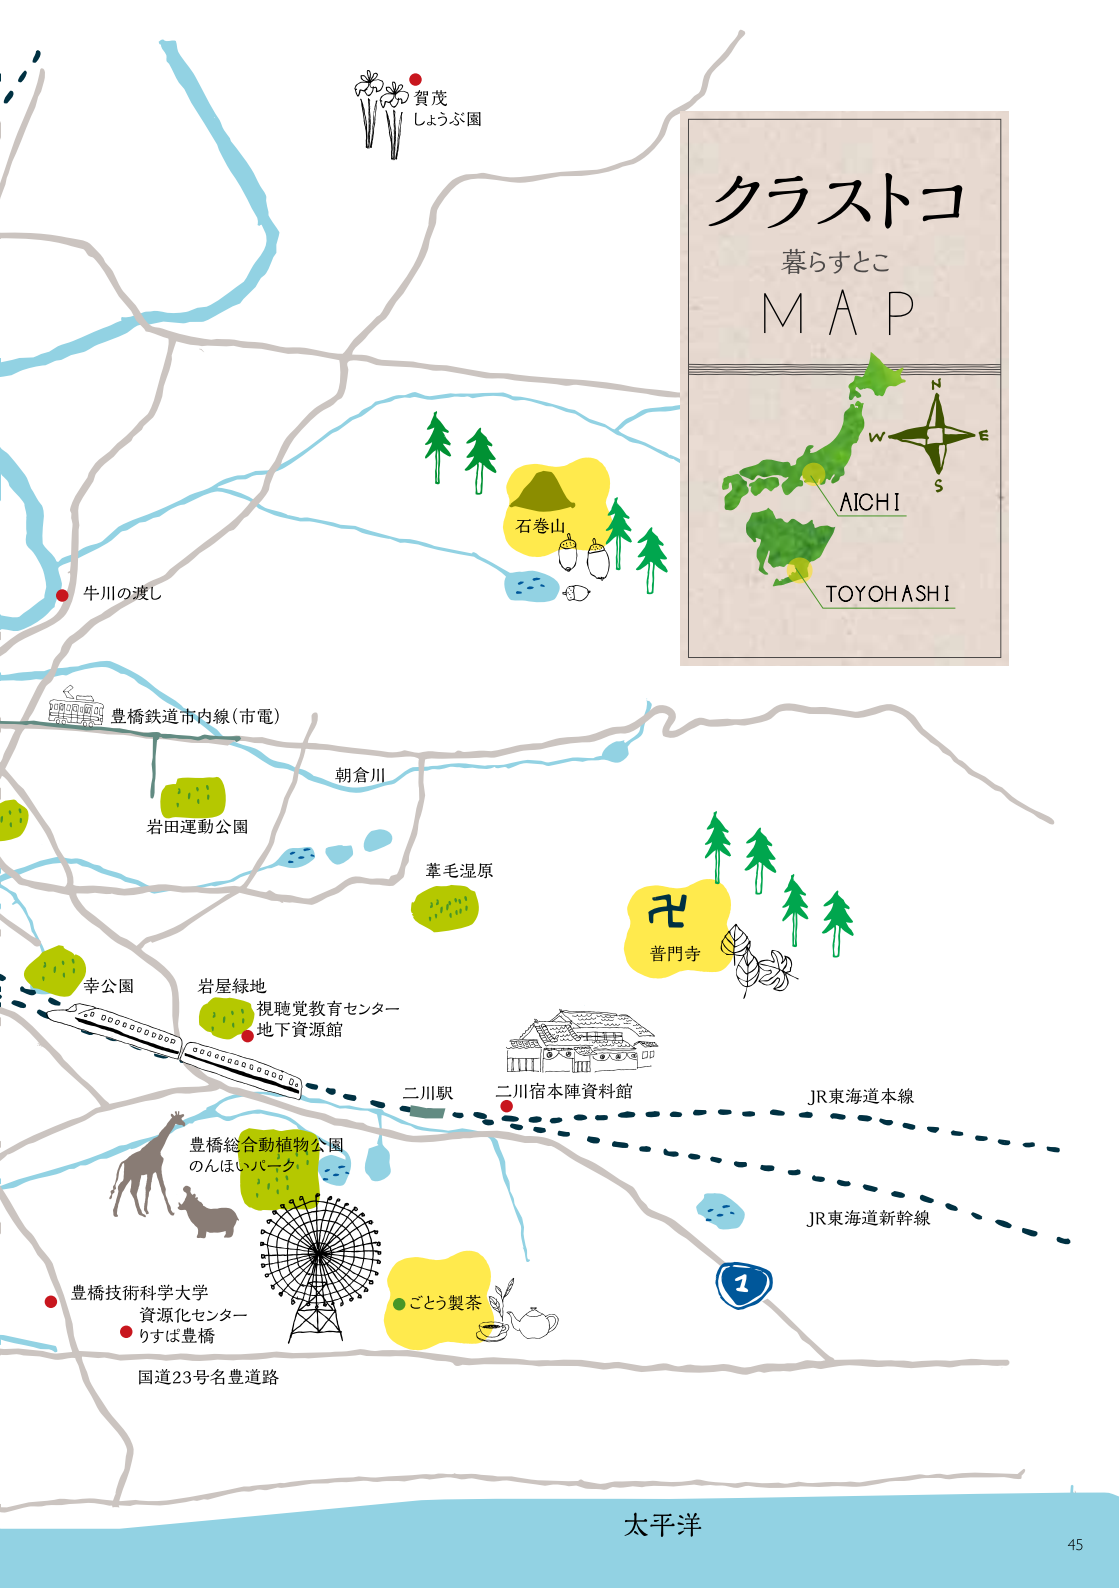 賀茂
しょうぶ園
クラストコ
暮らすとこ
MAP
N
W
E
S
AICHI
TOYOHASHI
石巻山
牛川の渡し
豊橋鉄道市内線(市電)
朝倉川
岩田運動公園
葦毛湿原
卍
普門寺
幸公園
岩屋緑地
視聴覚教育センター
地下資源館
二川駅
二川宿本陣資料館
JR東海道本線
豊橋総合動植物公園
のんほいパーク
JR東海道新幹線
1
豊橋技術科学大学
資源化センター
りすぱ豊橋
ごとう製茶
国道23号名豊道路
太平洋
45